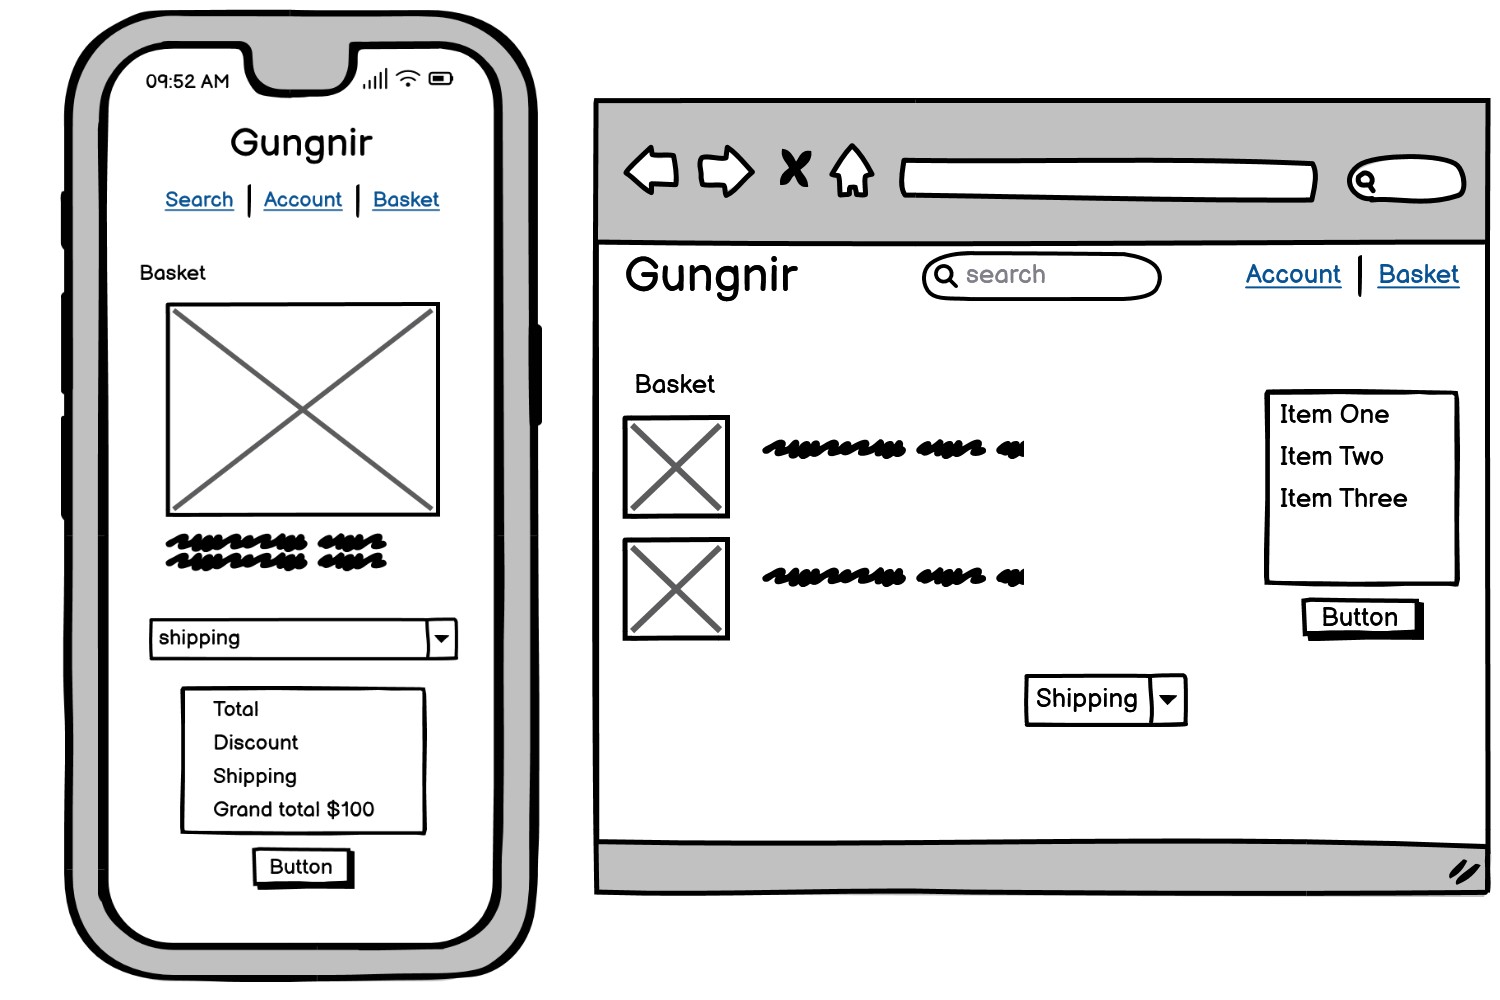 09:52 AM
Gungnir
Search | Account | Basket
Basket
shipping
Total
Discount
Shipping
Grand total $100
Button
Gungnir
search
Account | Basket
Basket
Item One
Item Two
Item Three
Button
Shipping